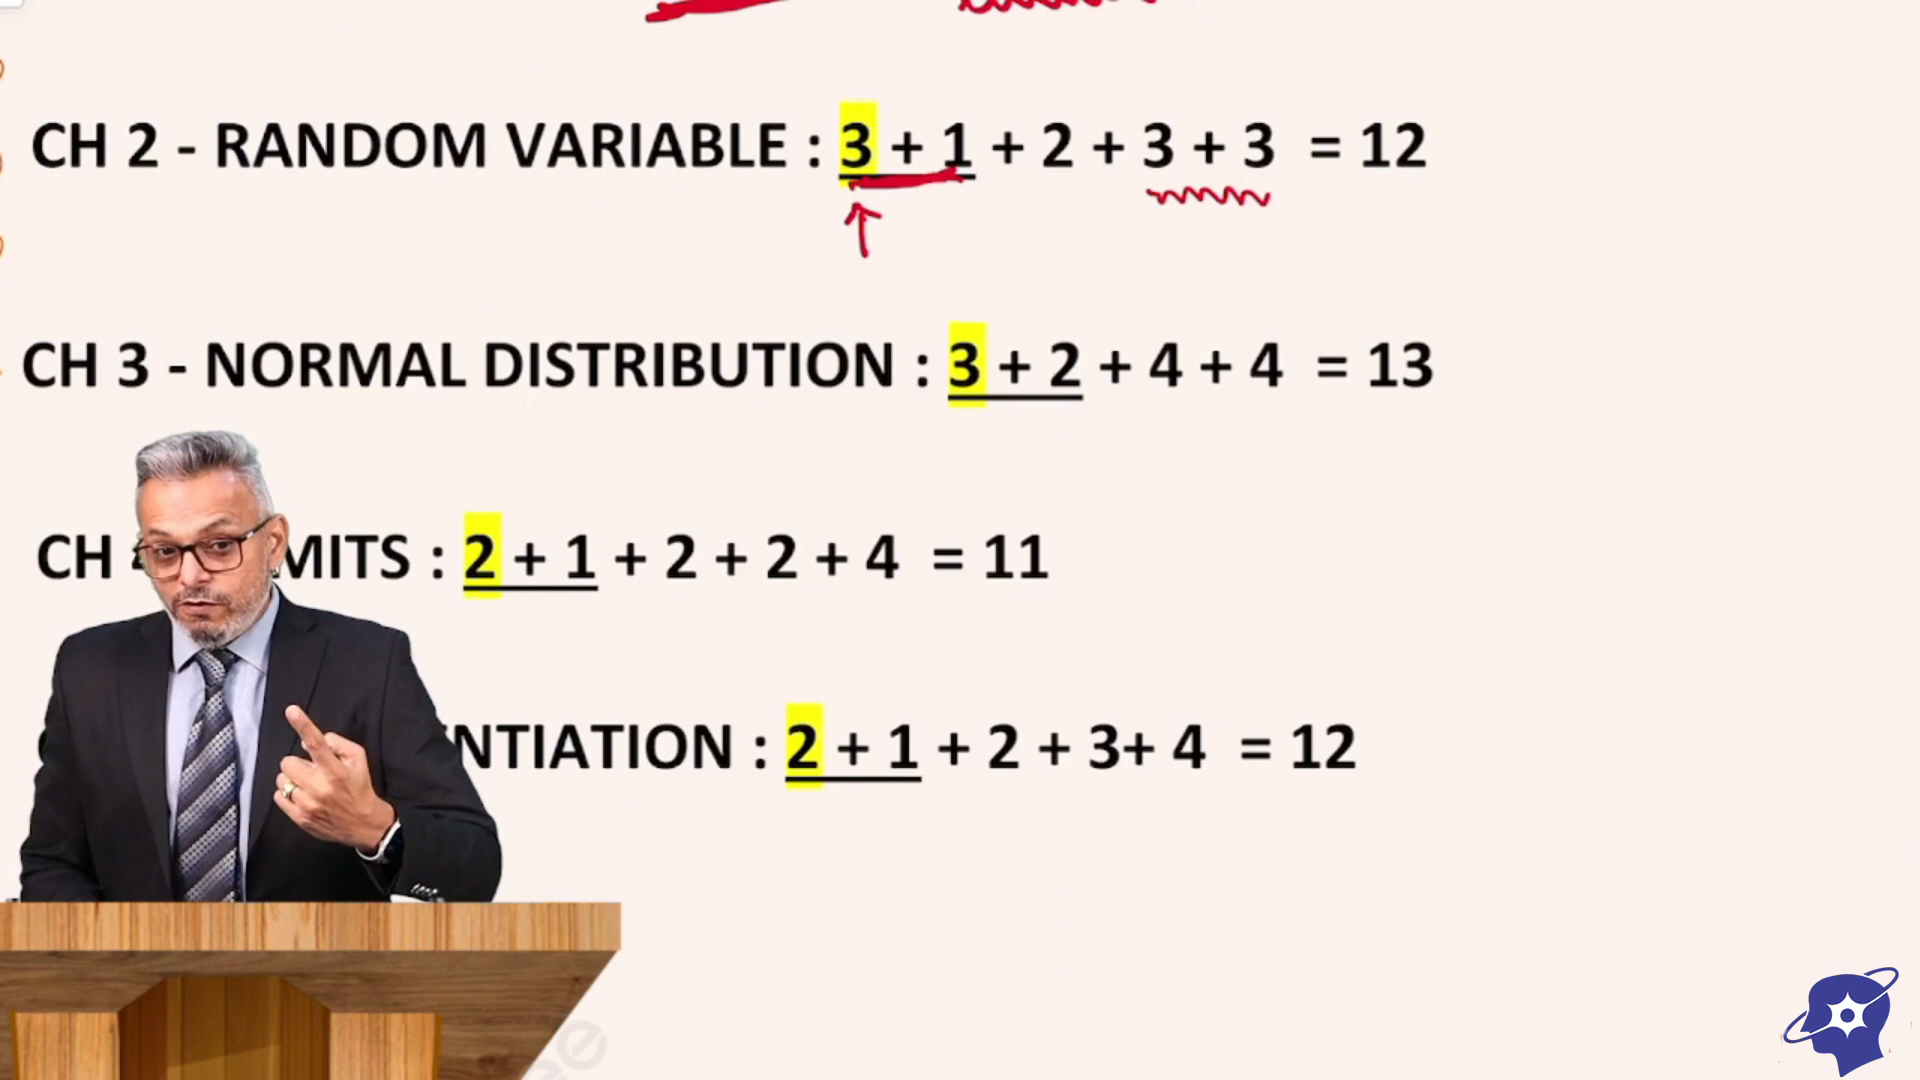 CH 2 - RANDOM VARIABLE : 3 + 1 + 2 + 3 + 3 = 12
CH 3 - NORMAL DISTRIBUTION : 3 + 2 + 4 + 4 = 13
CH MITS : 2 + 1 + 2 + 2 + 4 = 11
NTIATION : 2 + 1 + 2 + 3+ 4 = 12